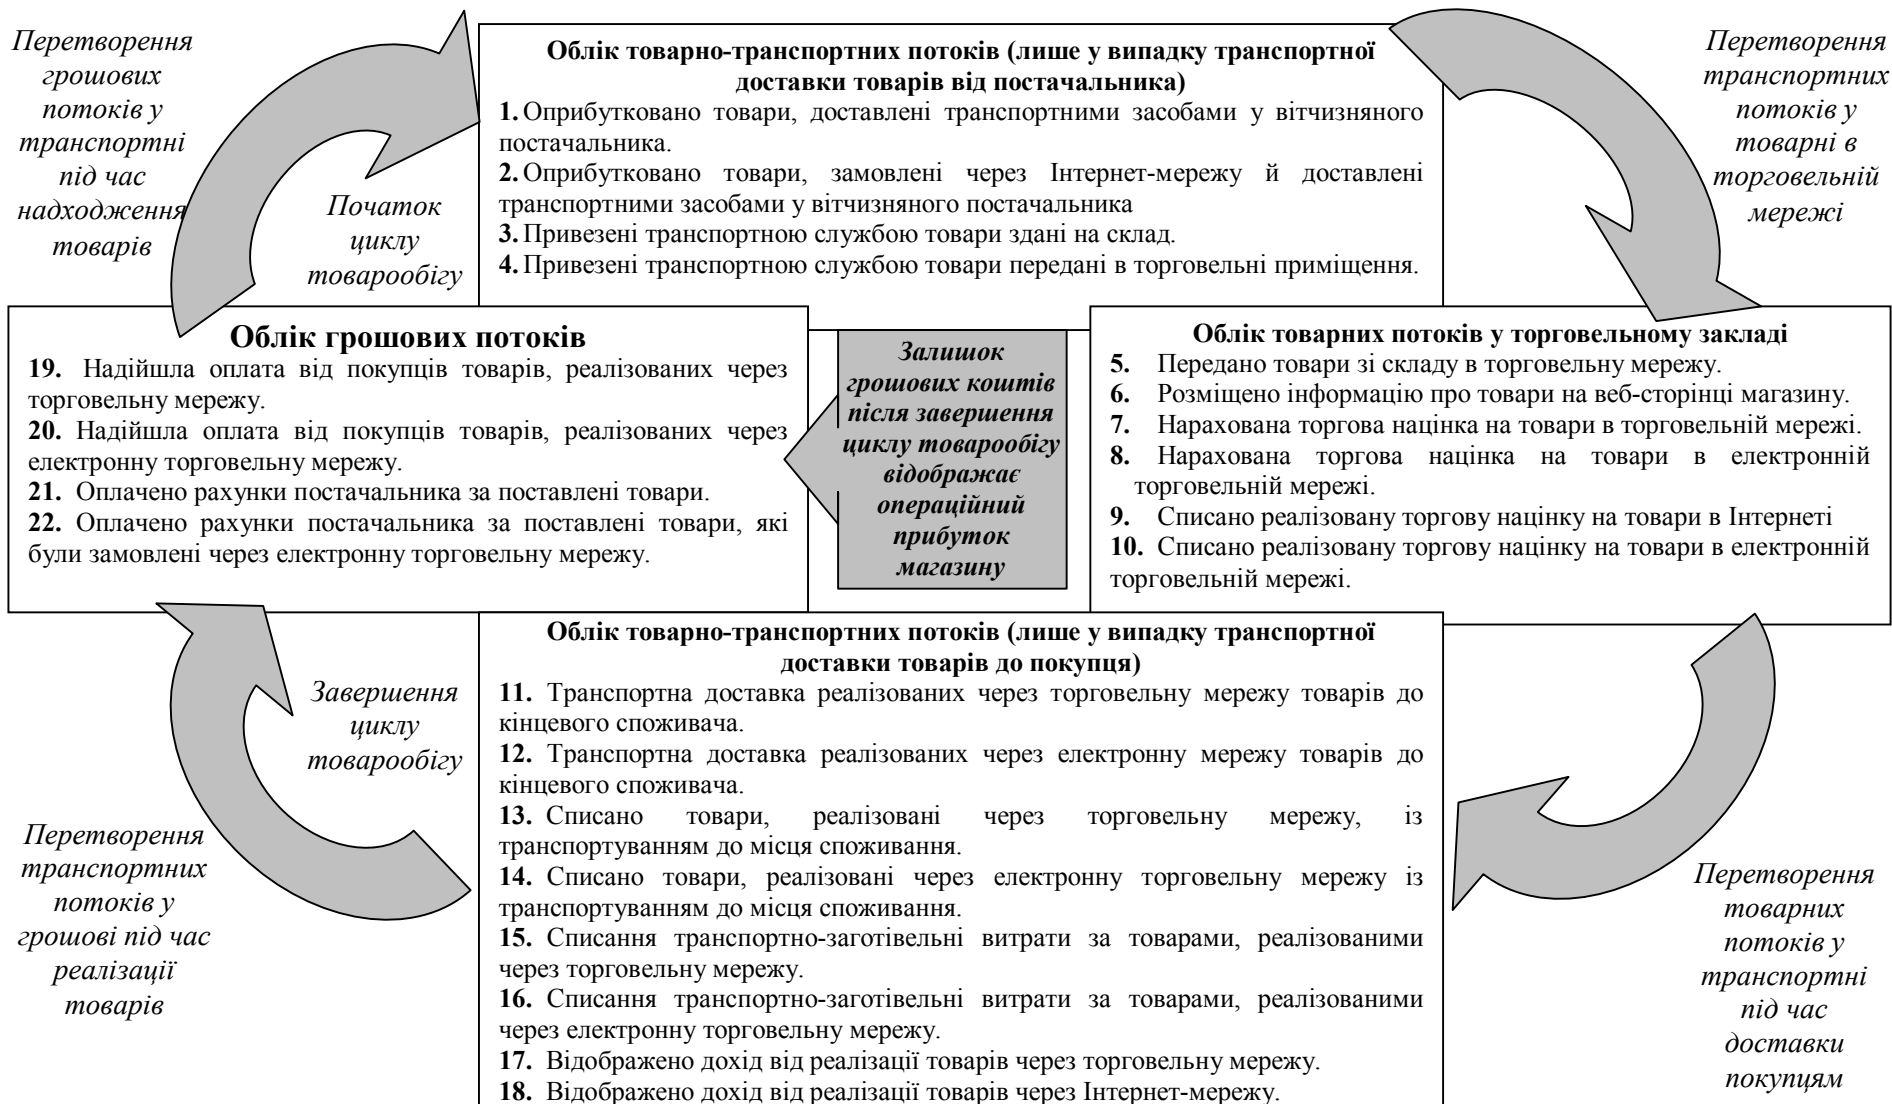 Перетворення
грошових
потоків у
транспортні
під час
надходження
товарів
Початок
циклу
товарообігу
Облік товарно-транспортних потоків (лише у випадку транспортної
доставки товарів від постачальника)
1. Оприбутковано товари, доставлені транспортними засобами у вітчизняного
постачальника.
2. Оприбутковано товари, замовлені через Інтернет-мережу й доставлені
транспортними засобами у вітчизняного постачальника
3. Привезені транспортною службою товари здані на склад.
4. Привезені транспортною службою товари передані в торговельні приміщення.
Перетворення
транспортних
потоків у
товарні в
торговельній
мережі
Облік грошових потоків
19. Надійшла оплата від покупців товарів, реалізованих через
торговельну мережу.
20. Надійшла оплата від покупців товарів, реалізованих через
електронну торговельну мережу.
21. Оплачено рахунки постачальника за поставлені товари.
22. Оплачено рахунки постачальника за поставлені товари, які
були замовлені через електронну торговельну мережу.
Залишок
грошових коштів
після завершення
циклу товарообігу
відображає
операційний
прибуток
магазину
Облік товарних потоків у торговельному закладі
5. Передано товари зі складу в торговельну мережу.
6. Розміщено інформацію про товари на веб-сторінці магазину.
7. Нарахована торгова націнка на товари в торговельній мережі.
8. Нарахована торгова націнка на товари в електронній
торговельній мережі.
9. Списано реалізовану торгову націнку на товари в Інтернеті
10. Списано реалізовану торгову націнку на товари в електронній
торговельній мережі.
Завершення
циклу
товарообігу
Перетворення
транспортних
потоків у
грошові під час
реалізації
товарів
Облік товарно-транспортних потоків (лише у випадку транспортної
доставки товарів до покупця)
11. Транспортна доставка реалізованих через торговельну мережу товарів до
кінцевого споживача.
12. Транспортна доставка реалізованих через електронну мережу товарів до
кінцевого споживача.
13. Списано товари, реалізовані через торговельну мережу, із
транспортуванням до місця споживання.
14. Списано товари, реалізовані через електронну торговельну мережу із
транспортуванням до місця споживання.
15. Списання транспортно-заготівельні витрати за товарами, реалізованими
через торговельну мережу.
16. Списання транспортно-заготівельні витрати за товарами, реалізованими
через електронну торговельну мережу.
17. Відображено дохід від реалізації товарів через торговельну мережу.
18. Відображено дохід від реалізації товарів через Інтернет-мережу.
Перетворення
товарних
потоків у
транспортні
під час
доставки
покупцям